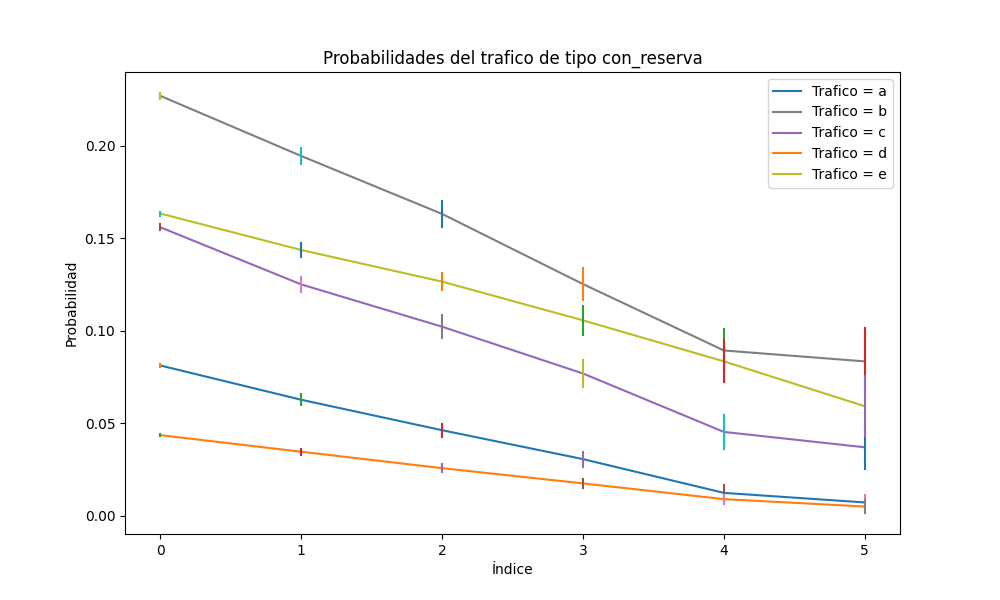 Probabilidades del trafico de tipo con_reserva
Trafico = a
Trafico = b
Trafico = c
Trafico = d
Trafico = e
Probabilidad
0.20
0.15
0.10
0.05
0.00
0 1 2 3 4 5
Índice